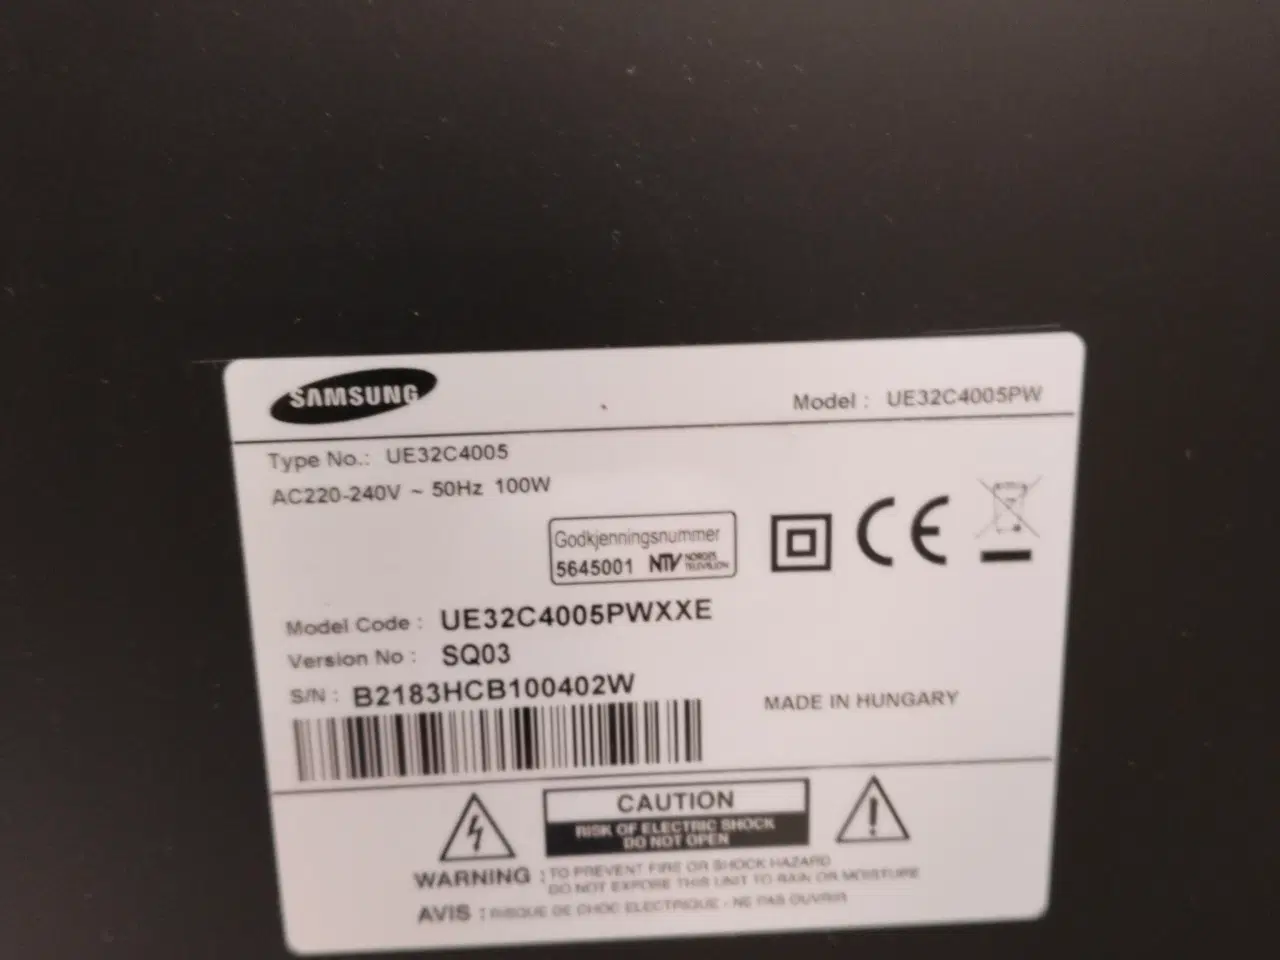 SAMSUNG
Model : UE32C4005PW
Type No.: UE32C4005
AC220-240V ~ 50Hz 100W
Godkjenningsnummer
5645001 NTV NORGES TELEVISJON
Model Code : UE32C4005PWXXE
Version No : SQ03
S/N : B2183HCB100402W
MADE IN HUNGARY
CAUTION
RISK OF ELECTRIC SHOCK
DO NOT OPEN
WARNING : TO PREVENT FIRE OR SHOCK HAZARD
DO NOT EXPOSE THIS UNIT TO RAIN OR MOISTURE
AVIS : RISQUE DE CHOC ELECTRIQUE - NE PAS OUVRIR